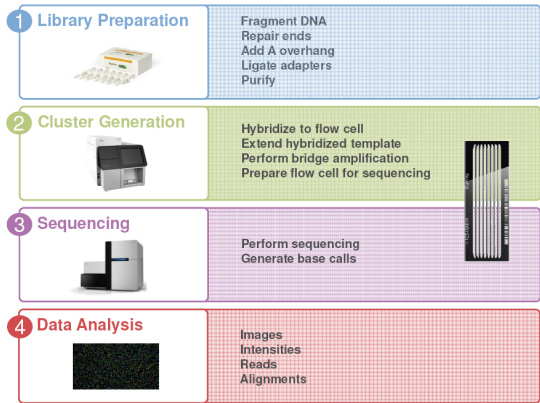 1 Library Preparation
Fragment DNA
Repair ends
Add A overhang
Ligate adapters
Purify
2 Cluster Generation
Hybridize to flow cell
Extend hybridized template
Perform bridge amplification
Prepare flow cell for sequencing
3 Sequencing
Perform sequencing
Generate base calls
4 Data Analysis
Images
Intensities
Reads
Alignments